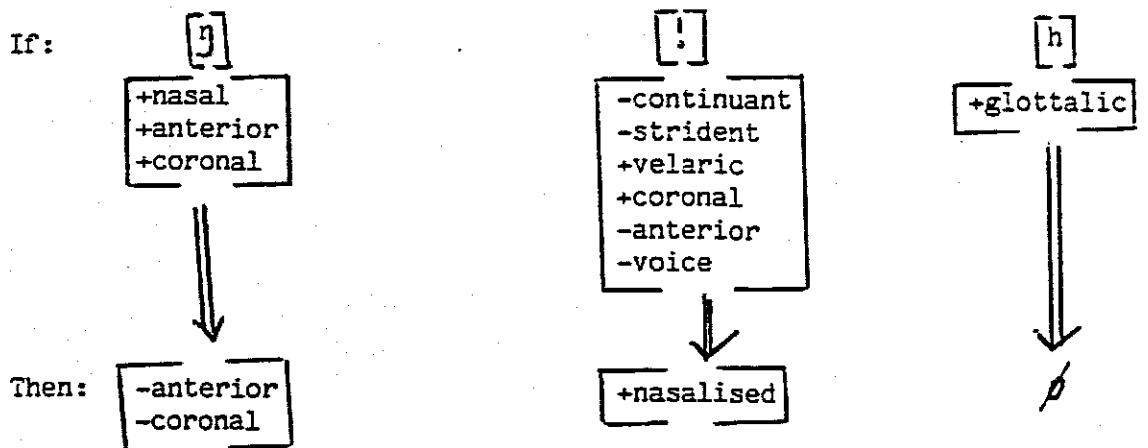 If: [ŋ] [!] [h]
+nasal -continuant +glottalic
+anterior -strident
+coronal +velaric
+coronal
-anterior
-voice
Then: -anterior +nasalised ∅
-coronal